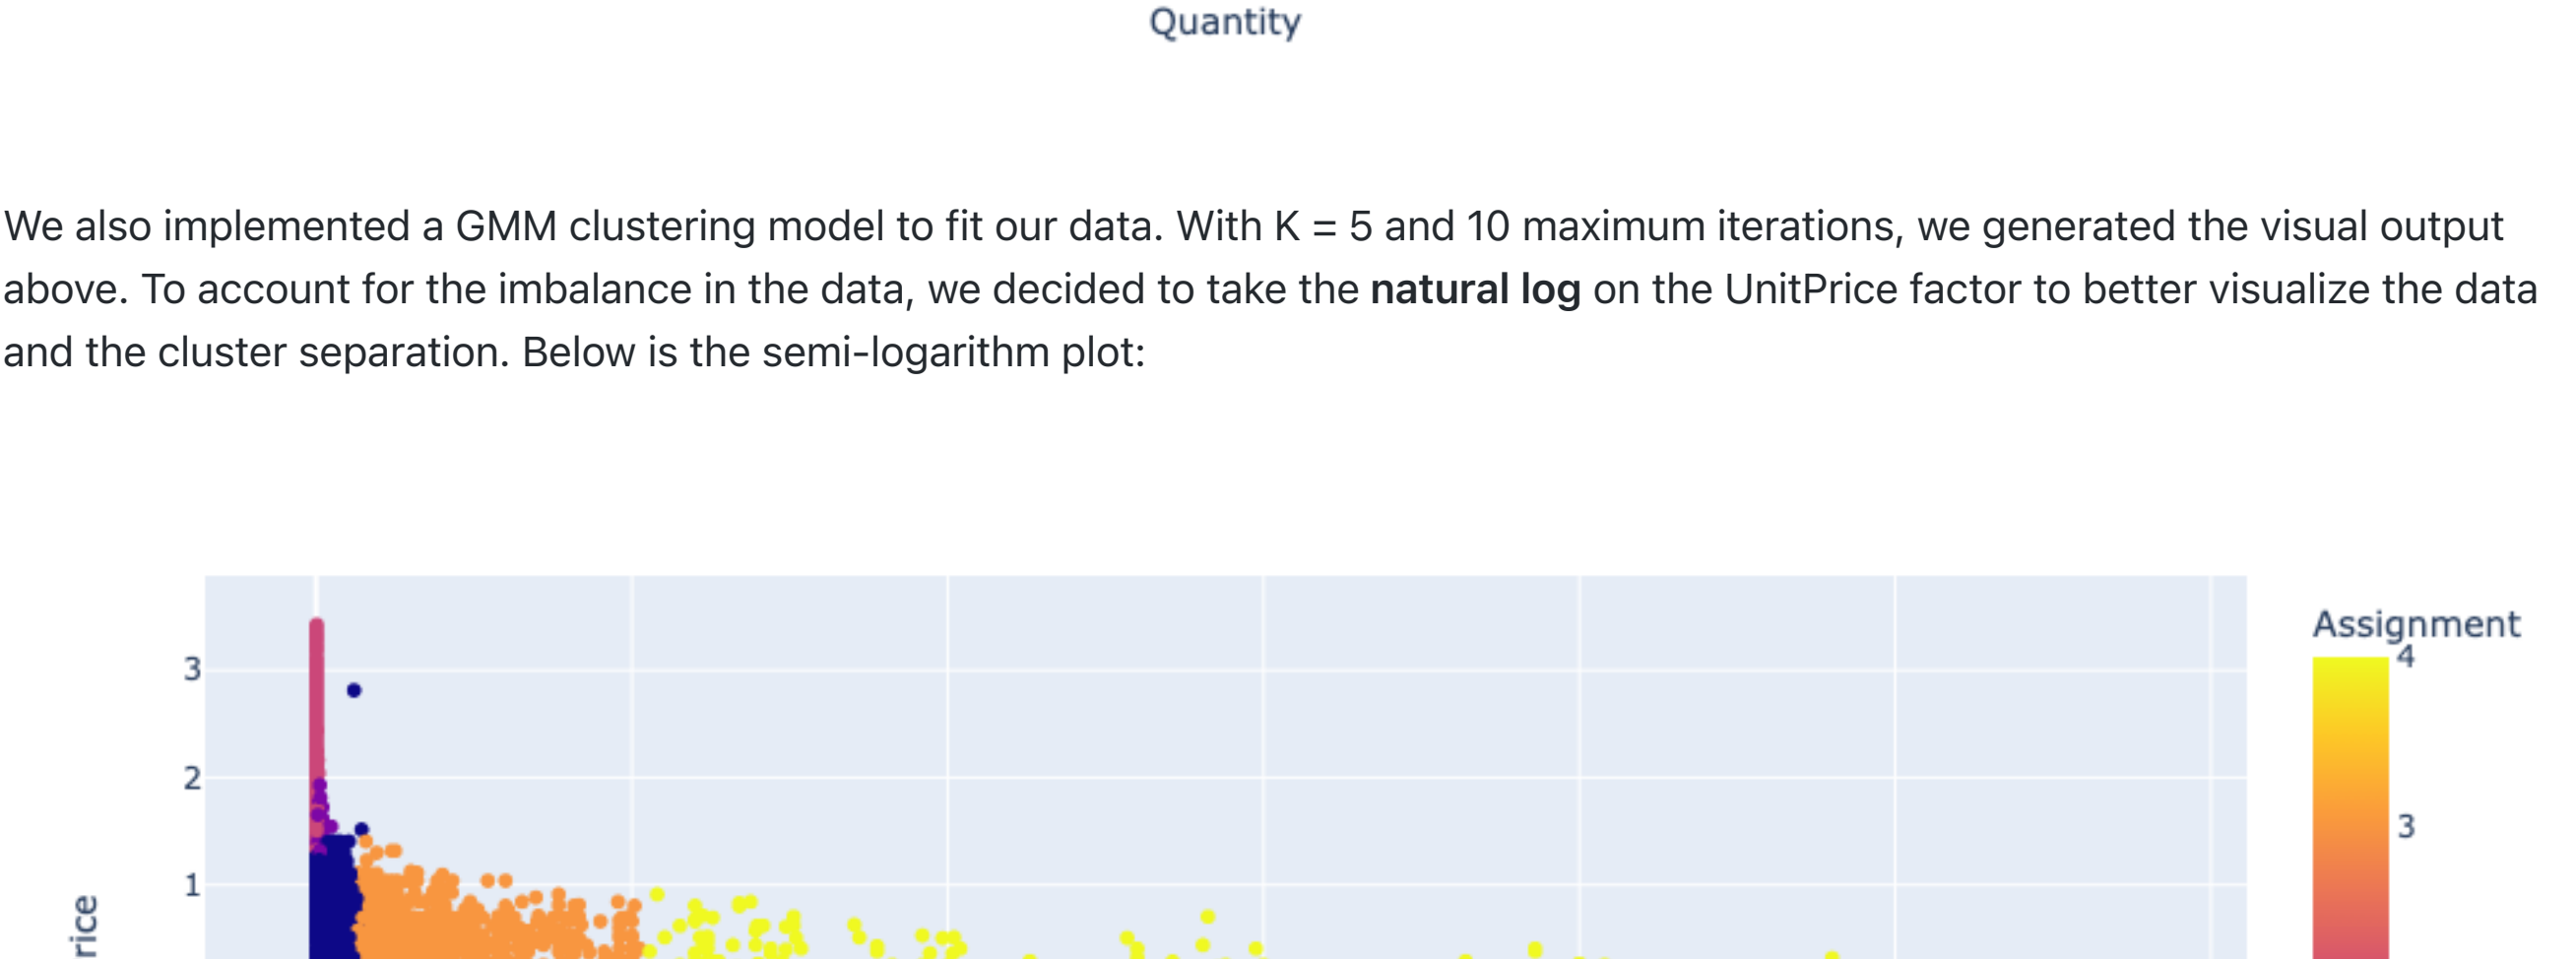 Quantity
We also implemented a GMM clustering model to fit our data. With K = 5 and 10 maximum iterations, we generated the visual output
above. To account for the imbalance in the data, we decided to take the natural log on the UnitPrice factor to better visualize the data
and the cluster separation. Below is the semi-logarithm plot:
Assignment
4
3
3
2
1
rice